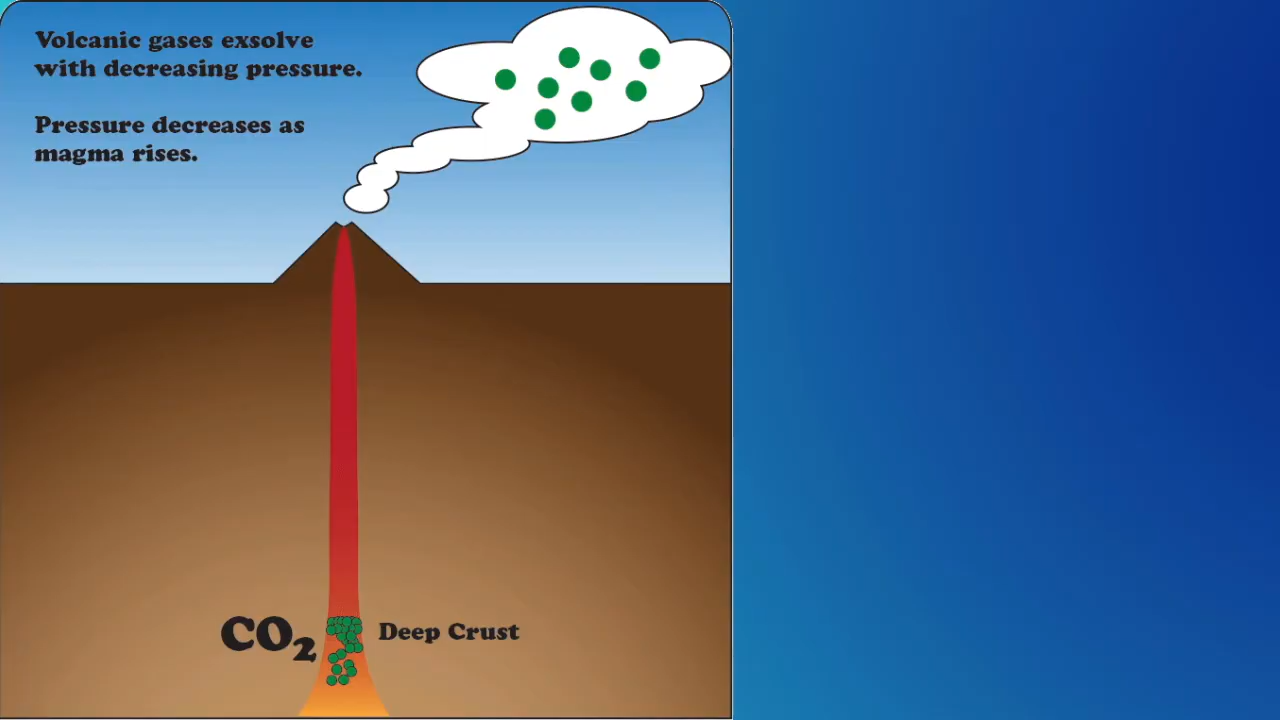 Volcanic gases exsolve
with decreasing pressure.
Pressure decreases as
magma rises.
CO₂
Deep Crust